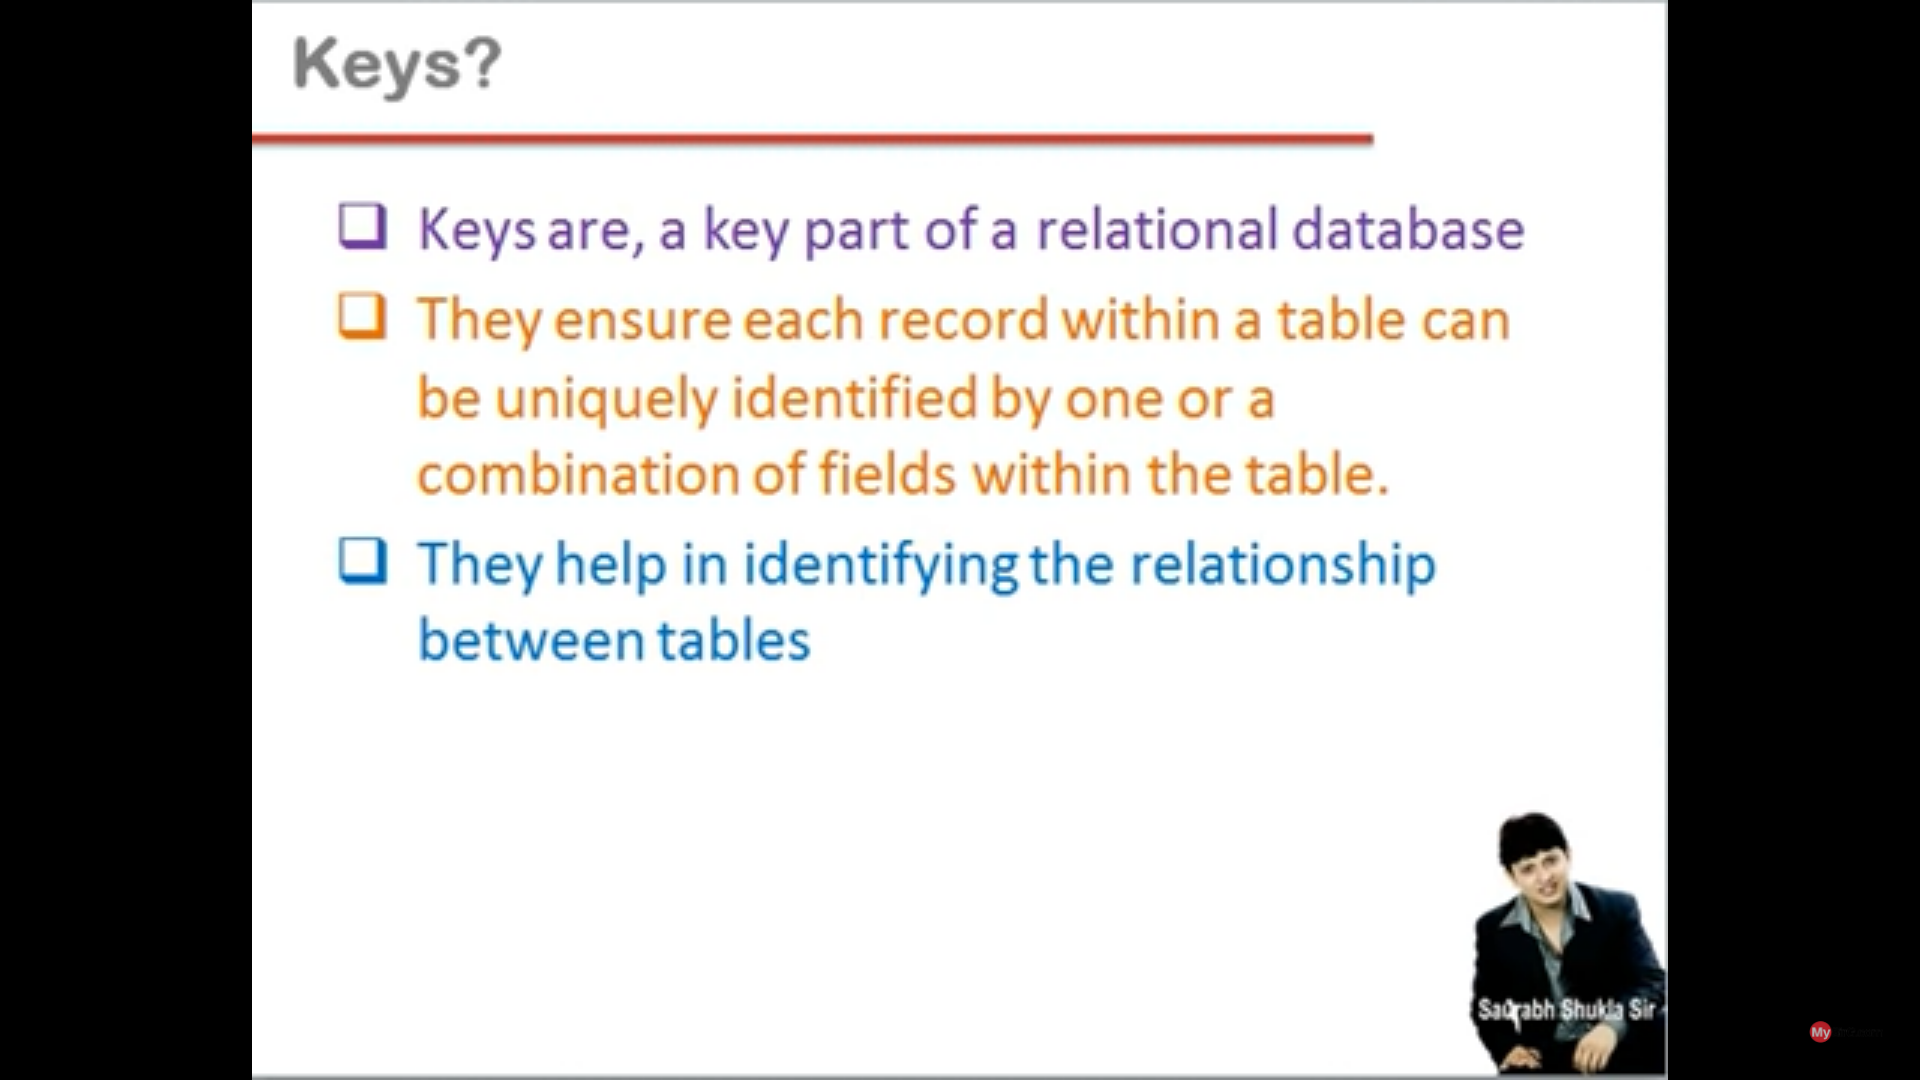 Keys?
Keys are, a key part of a relational database
They ensure each record within a table can
be uniquely identified by one or a
combination of fields within the table.
They help in identifying the relationship
between tables
Saurabh Shukla Sir
My